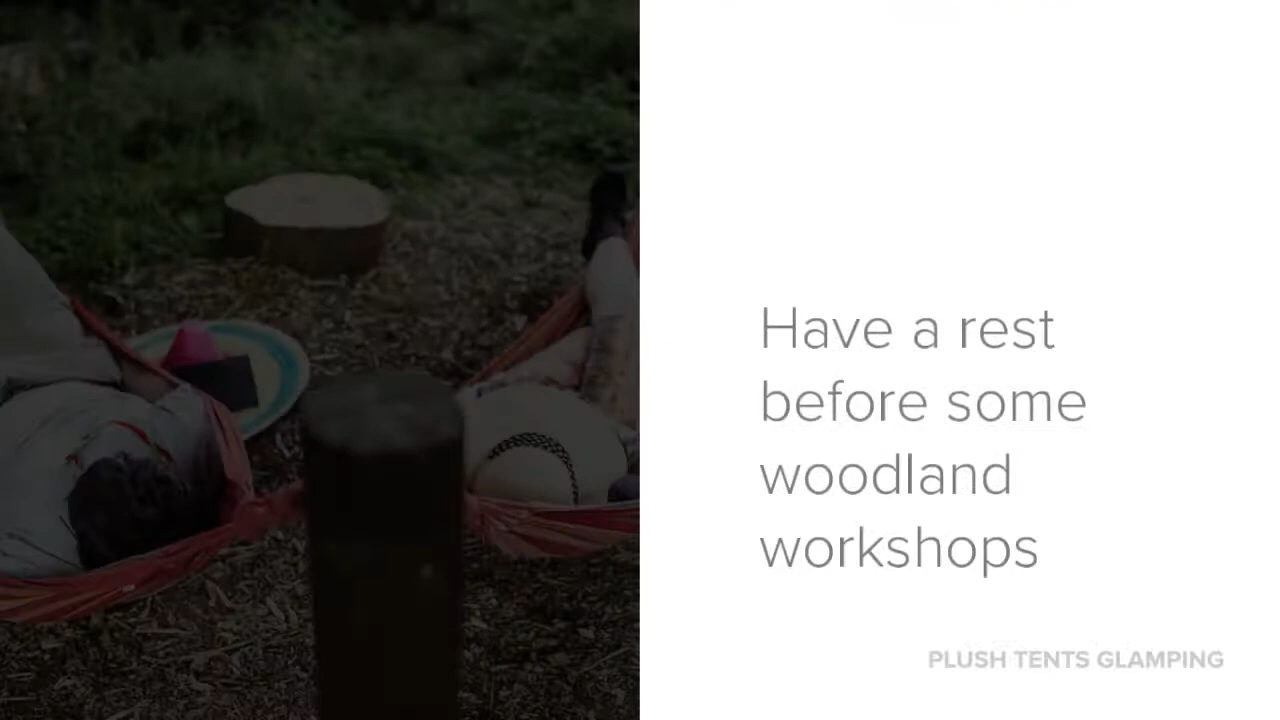 Have a rest
before some
woodland
workshops
PLUSH TENTS GLAMPING